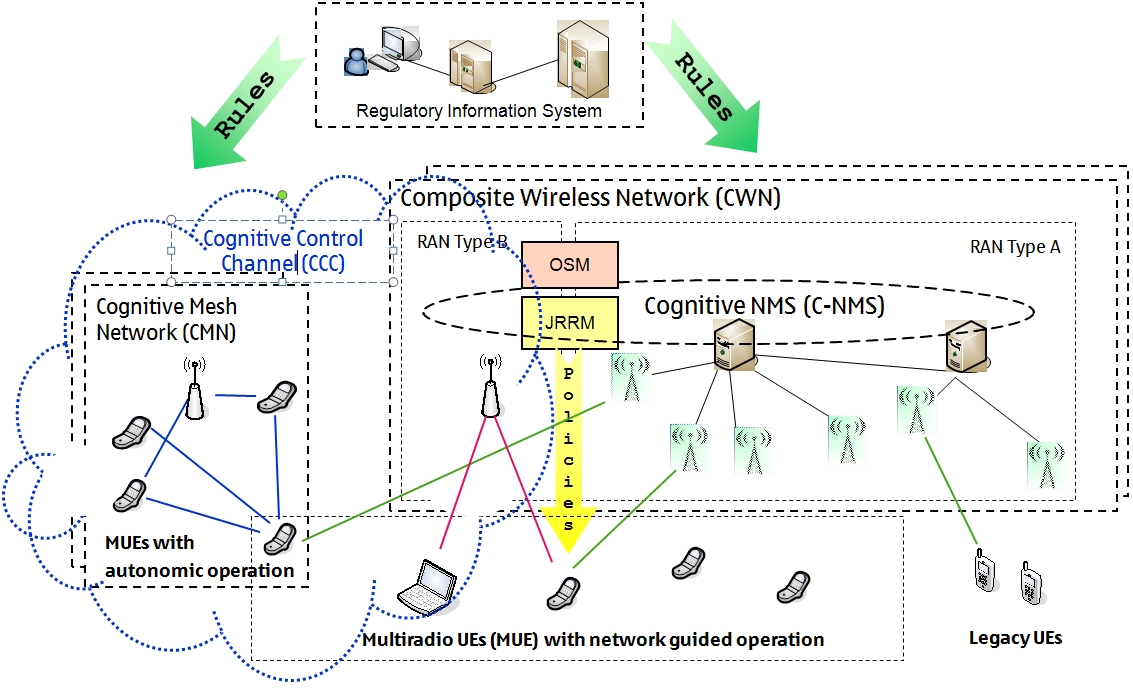 Rules
Rules
Regulatory Information System
Composite Wireless Network (CWN)
Cognitive Control
Channel (CCC)
RAN Type B
RAN Type A
OSM
Cognitive Mesh
Network (CMN)
Cognitive NMS (C-NMS)
JRRM
Policies
MUEs with
autonomic operation
Multiradio UEs (MUE) with network guided operation
Legacy UEs